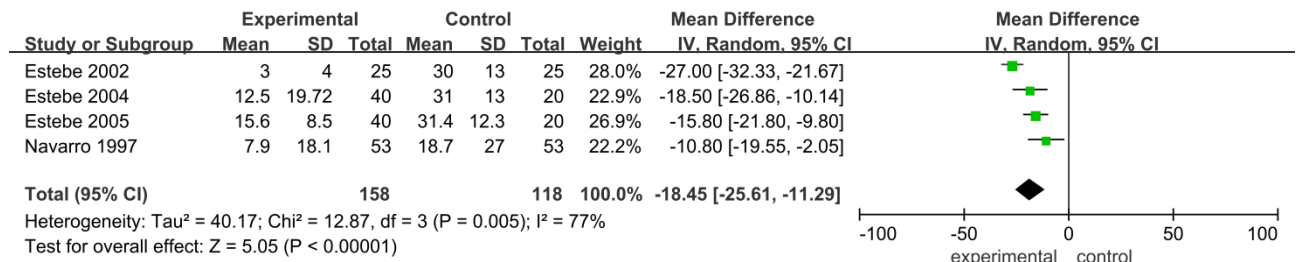 Experimental Control Mean Difference Mean Difference
Study or Subgroup Mean SD Total Mean SD Total Weight IV, Random, 95% CI IV, Random, 95% CI
Estebe 2002 3 4 25 30 13 25 28.0% -27.00 [-32.33, -21.67]
Estebe 2004 12.5 19.72 40 31 13 20 22.9% -18.50 [-26.86, -10.14]
Estebe 2005 15.6 8.5 40 31.4 12.3 20 26.9% -15.80 [-21.80, -9.80]
Navarro 1997 7.9 18.1 53 18.7 27 53 22.2% -10.80 [-19.55, -2.05]
Total (95% CI) 158 118 100.0% -18.45 [-25.61, -11.29]
Heterogeneity: Tau² = 40.17; Chi² = 12.87, df = 3 (P = 0.005); I² = 77%
Test for overall effect: Z = 5.05 (P < 0.00001)
-100 -50 0 50 100
experimental control